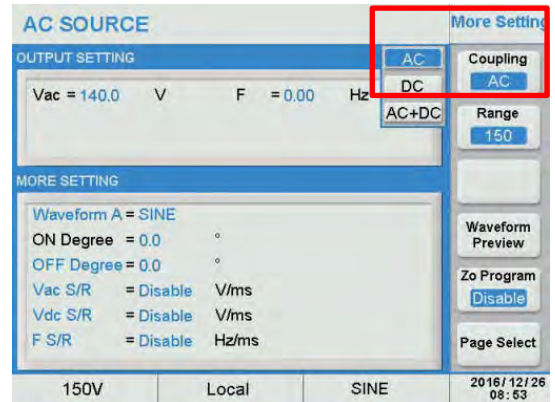 AC SOURCE
More Setting
OUTPUT SETTING
Vac = 140.0 V F = 0.00 Hz
AC
DC
AC+DC
Coupling
AC
Range
150
MORE SETTING
Waveform A = SINE
ON Degree = 0.0 °
OFF Degree = 0.0 °
Vac S/R = Disable V/ms
Vdc S/R = Disable V/ms
F S/R = Disable Hz/ms
Waveform
Preview
Zo Program
Disable
Page Select
150V Local SINE
2016/12/26
08:53